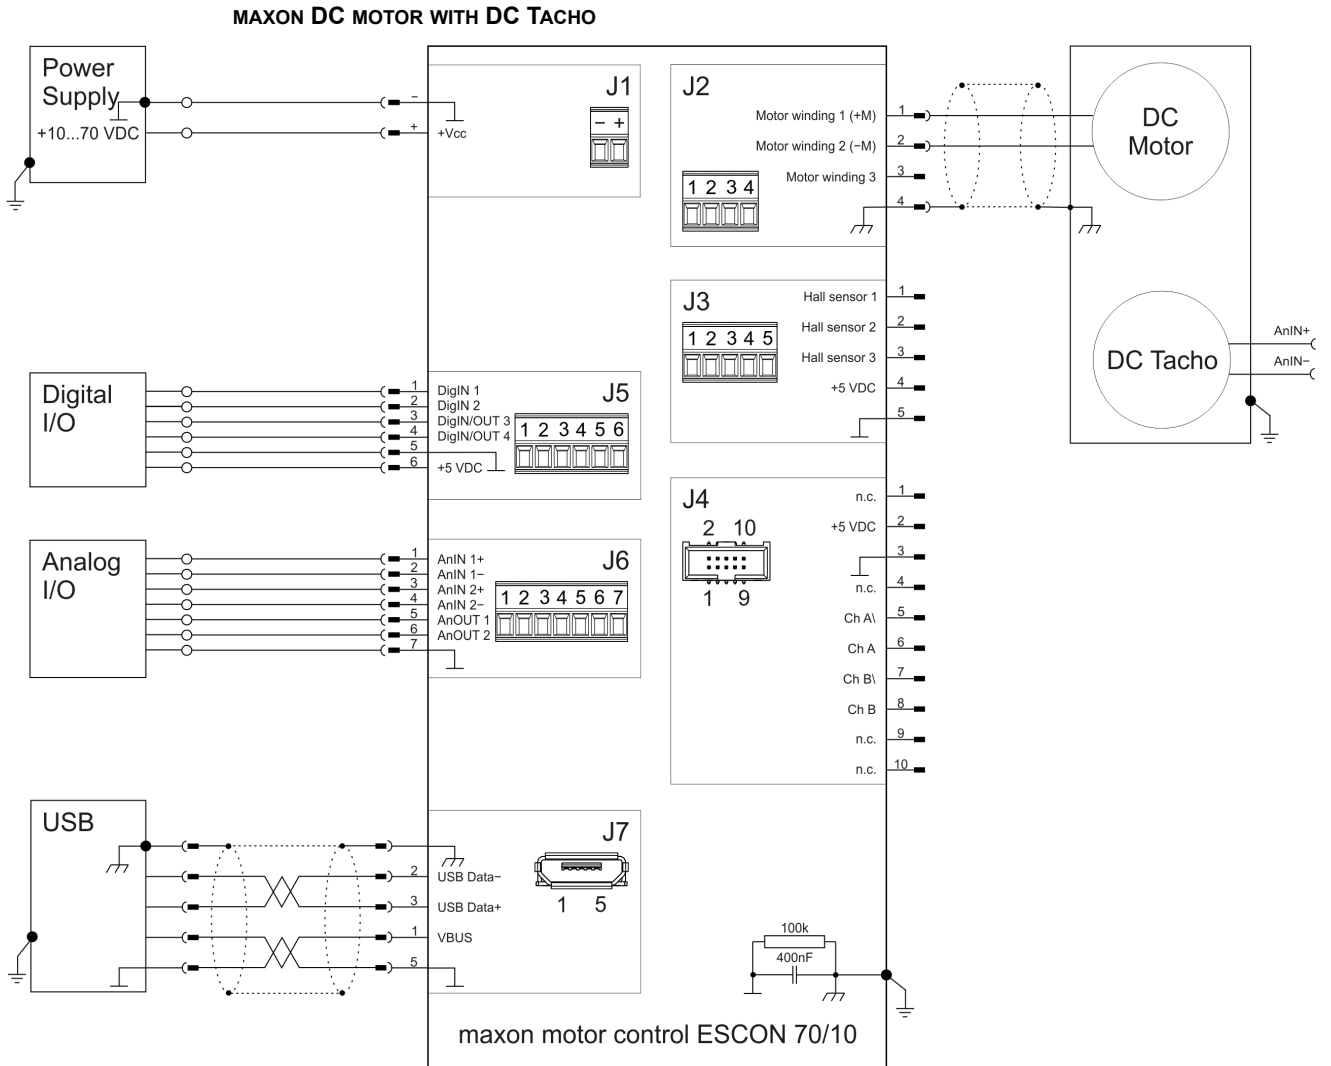 MAXON DC MOTOR WITH DC TACHO
Power
Supply
+10...70 VDC
−
+
+Vcc
J1
− +
J2
Motor winding 1 (+M)
1
Motor winding 2 (−M)
2
Motor winding 3
3
4
1 2 3 4
DC
Motor
J3
Hall sensor 1
1
Hall sensor 2
2
Hall sensor 3
3
+5 VDC
4
5
1 2 3 4 5
DC Tacho
AnIN+
AnIN−
Digital
I/O
1
DigIN 1
2
DigIN 2
3
DigIN/OUT 3
4
DigIN/OUT 4
5
6
+5 VDC
J5
1 2 3 4 5 6
J4
2 10
1 9
n.c.
1
+5 VDC
2
3
n.c.
4
Ch A\
5
Ch A
6
Ch B\
7
Ch B
8
n.c.
9
n.c.
10
Analog
I/O
1
AnIN 1+
2
AnIN 1−
3
AnIN 2+
4
AnIN 2−
5
AnOUT 1
6
AnOUT 2
7
J6
1 2 3 4 5 6 7
USB
2
USB Data−
3
USB Data+
1
VBUS
5
J7
1 5
100k
400nF
maxon motor control ESCON 70/10